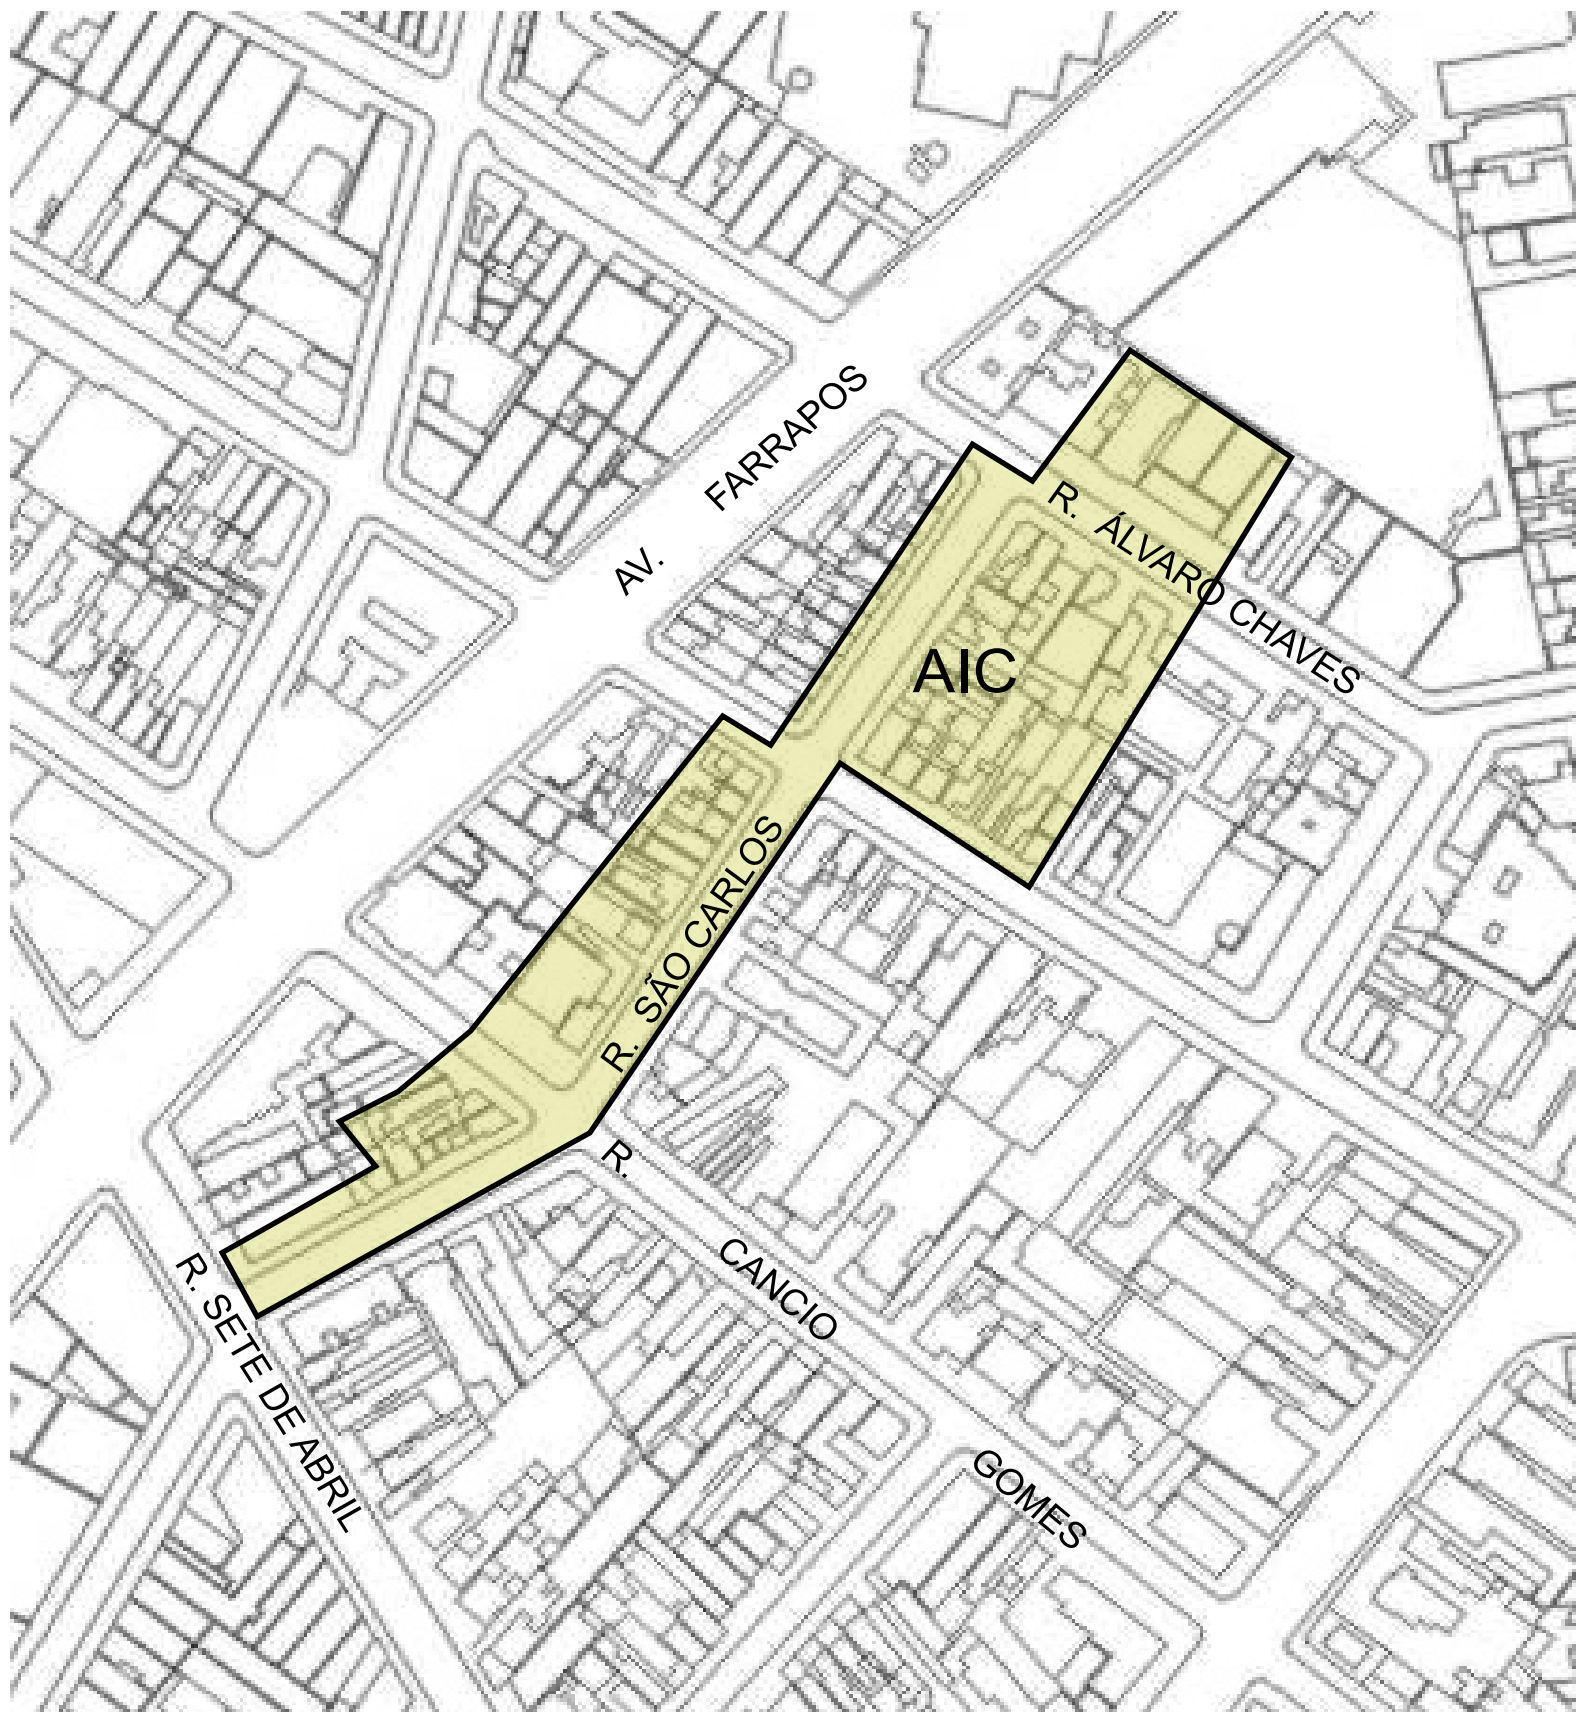 AV. FARRAPOS
R. ÁLVARO CHAVES
AIC
R. SÃO CARLOS
R. CANCIO GOMES
R. SETE DE ABRIL